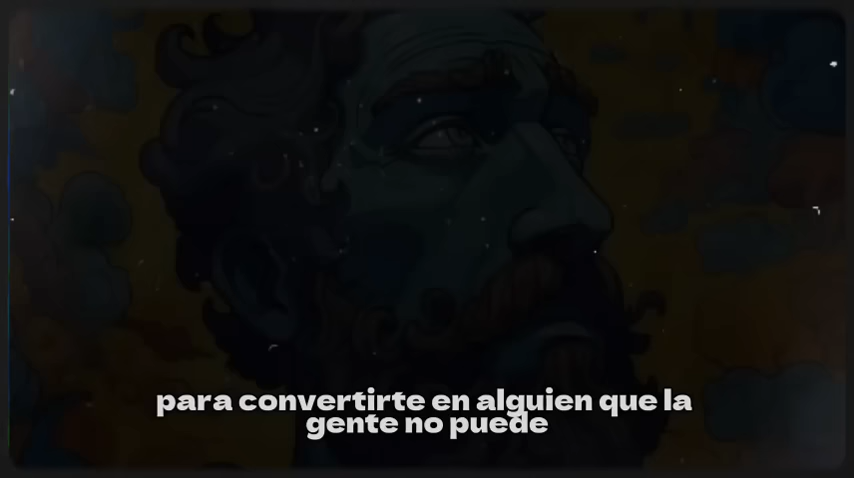 para convertirte en alguien que la
gente no puede